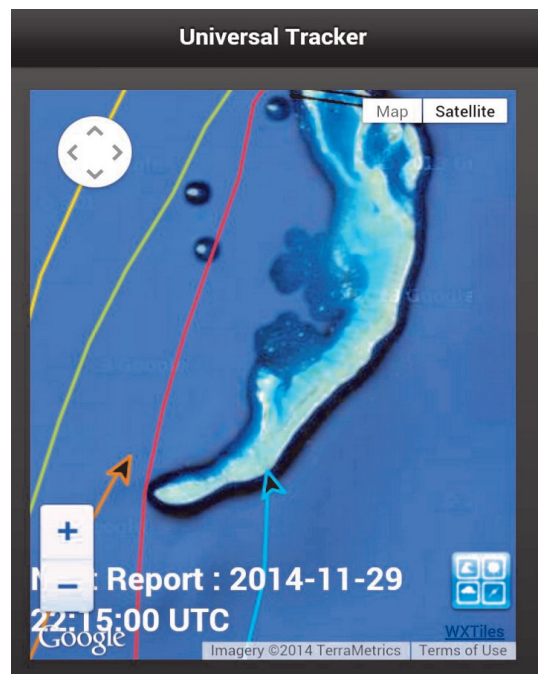 Universal Tracker
Map Satellite
Report : 2014-11-29
22:15:00 UTC
Google
WXTiles
Imagery ©2014 TerraMetrics Terms of Use